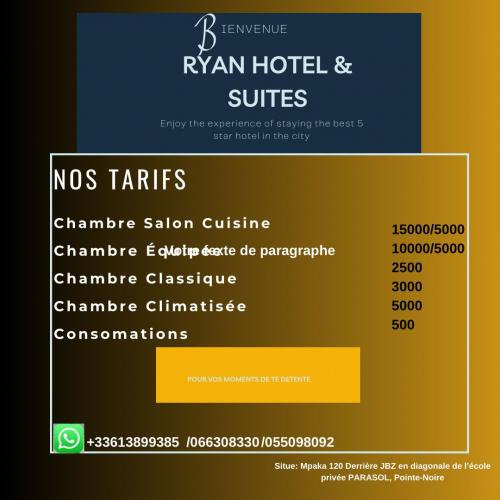 BIENVENUE
RYAN HOTEL &
SUITES
Enjoy the experience of staying the best 5
star hotel in the city
NOS TARIFS
Chambre Salon Cuisine
15000/5000
Chambre Équipée
Votre texte de paragraphe
10000/5000
Chambre Classique
2500
3000
Chambre Climatisée
5000
Consomations
500
POUR VOS MOMENTS DE TE DETENTE
+33613899385 /066308330/055098092
Situe: Mpaka 120 Derrière JBZ en diagonale de l'école
privée PARASOL, Pointe-Noire